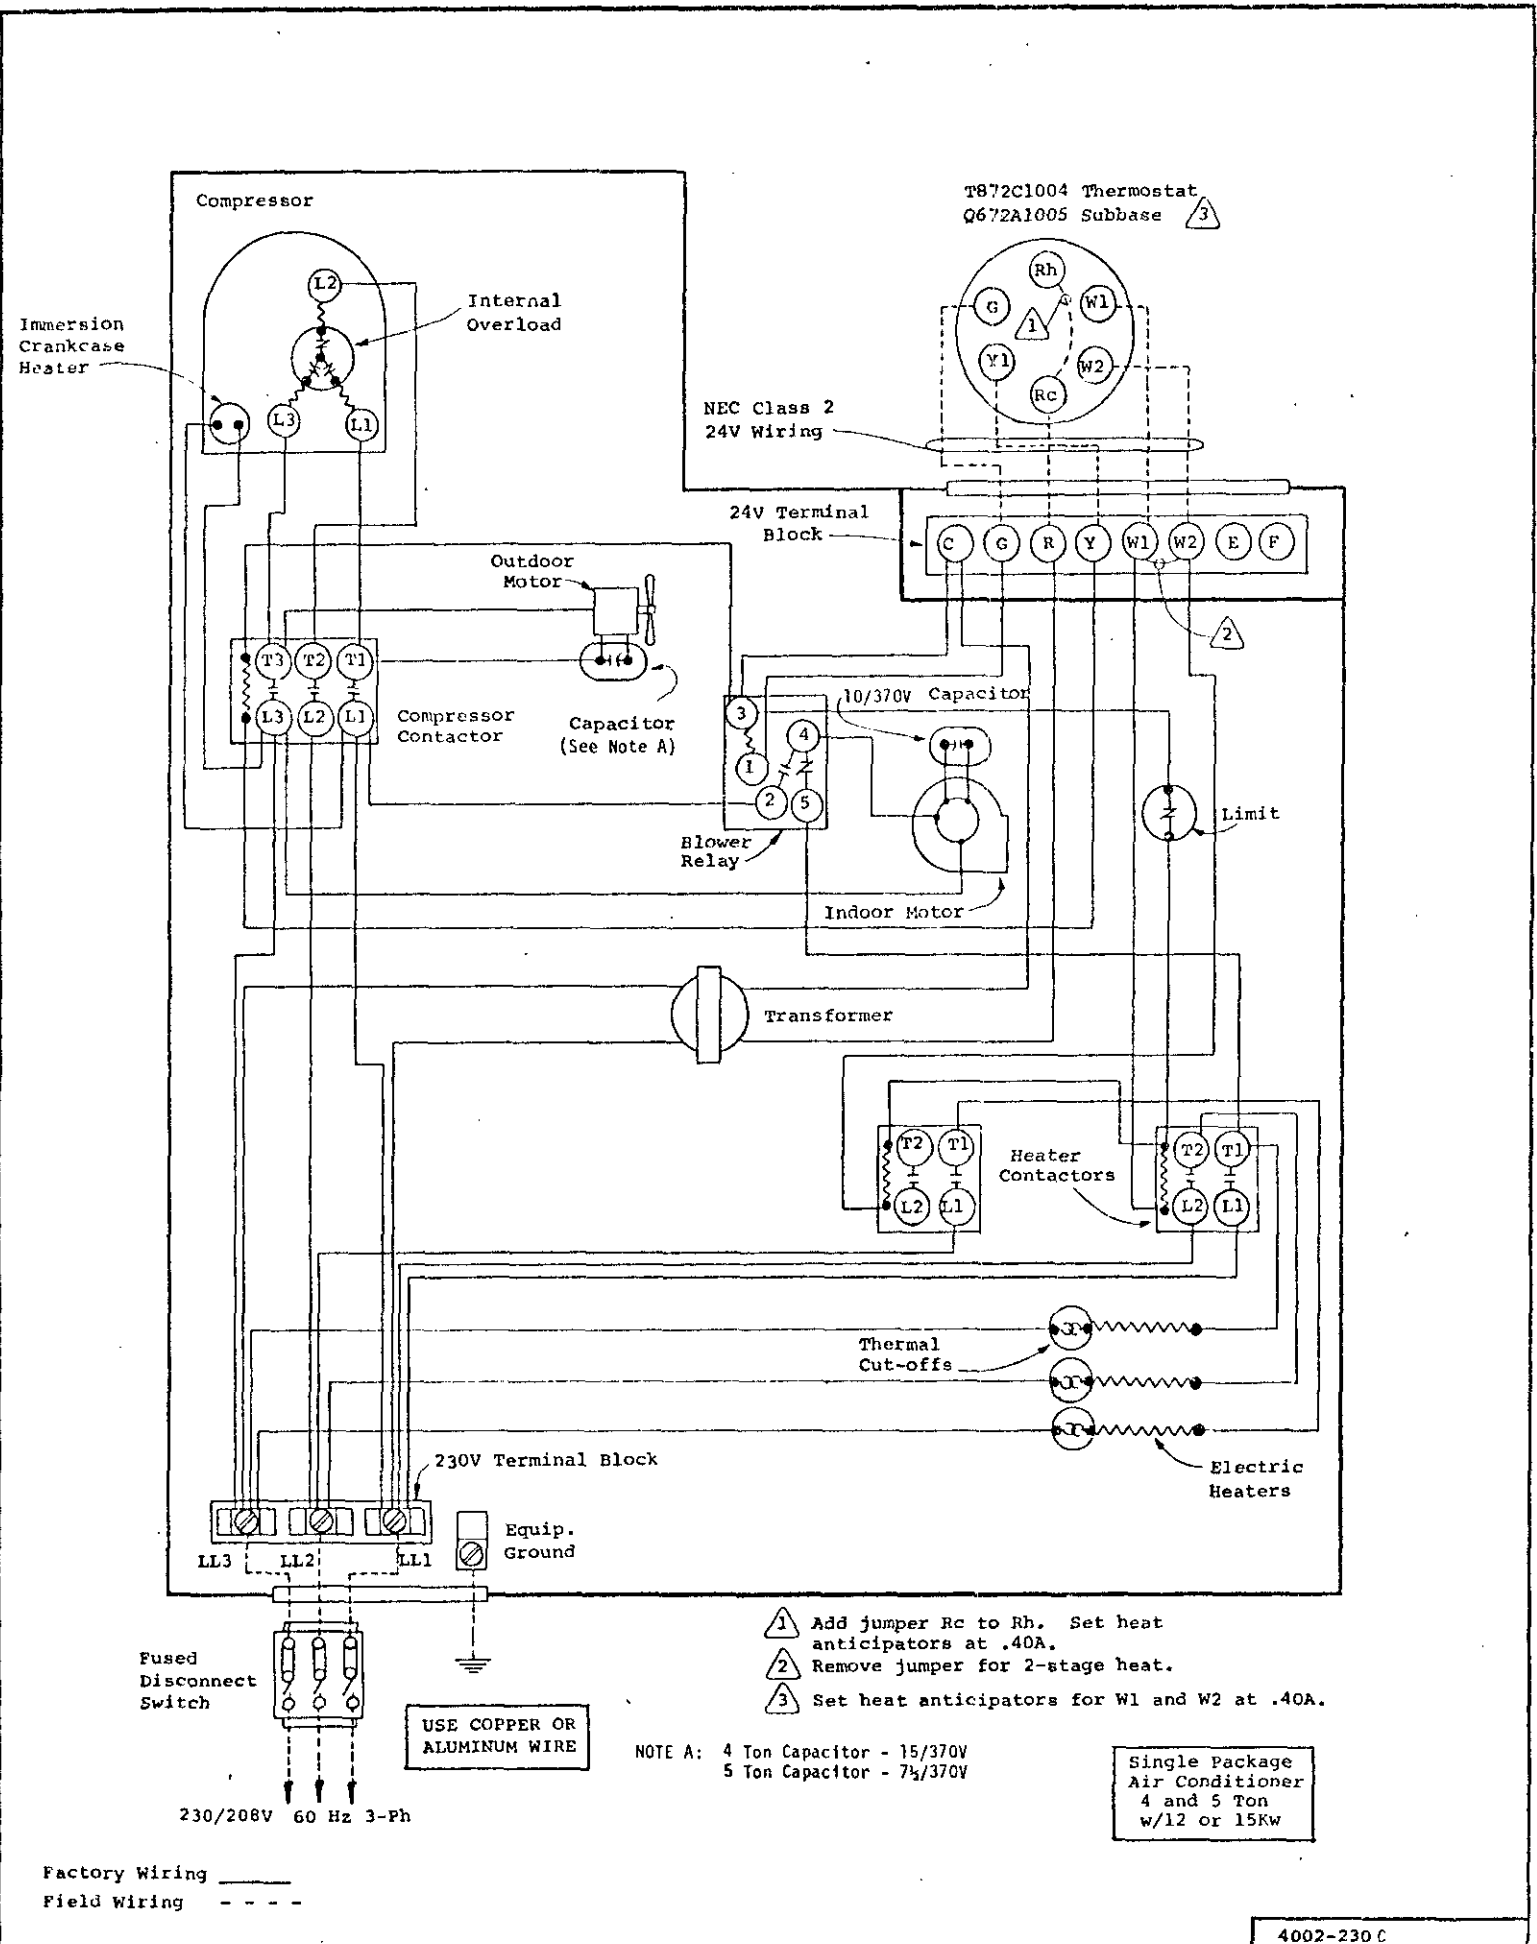 Compressor
T872C1004 Thermostat
Q672A1005 Subbase 3
L2
Rh
G
W1
1
Internal
Overload
Immersion
Crankcase
Heater
Y1
W2
Rc
L3
L1
NEC Class 2
24V Wiring
24V Terminal
Block
C G R Y W1 W2 E F
Outdoor
Motor
2
T3 T2 T1
L3 L2 L1
Compressor
Contactor
Capacitor
(See Note A)
10/370V Capacitor
3
4
1
2
5
Blower
Relay
Limit
Indoor Motor
Transformer
T2 T1
L2 L1
Heater
Contactors
T2 T1
L2 L1
Thermal
Cut-offs
230V Terminal Block
Electric
Heaters
Equip.
Ground
LL3 LL2 LL1
1 Add jumper Rc to Rh. Set heat
anticipators at .40A.
2 Remove jumper for 2-stage heat.
3 Set heat anticipators for W1 and W2 at .40A.
Fused
Disconnect
Switch
USE COPPER OR
ALUMINUM WIRE
NOTE A: 4 Ton Capacitor - 15/370V
5 Ton Capacitor - 7½/370V
Single Package
Air Conditioner
4 and 5 Ton
w/12 or 15Kw
230/208V 60 Hz 3-Ph
Factory Wiring
Field Wiring
4002-230 C